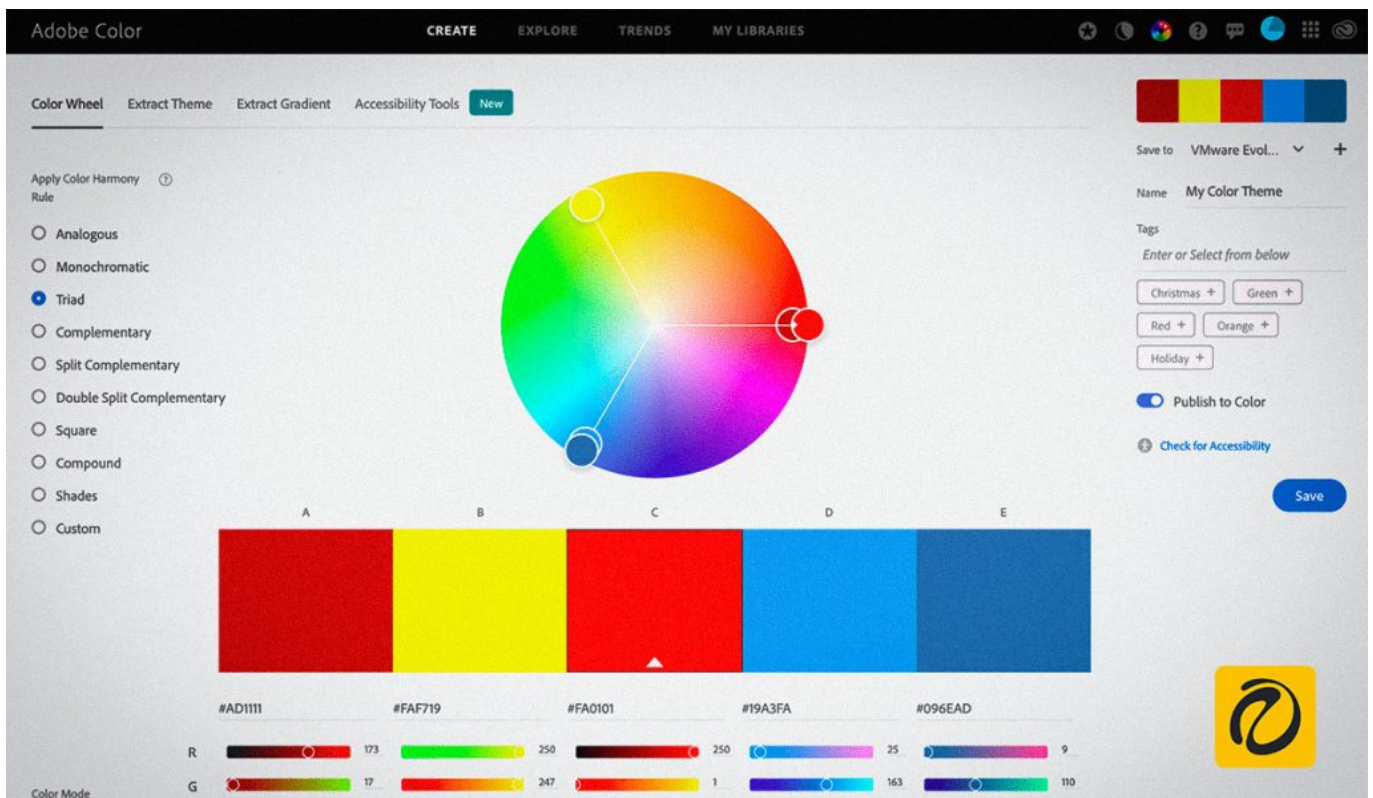 Adobe Color
CREATE EXPLORE TRENDS MY LIBRARIES
Color Wheel Extract Theme Extract Gradient Accessibility Tools New
Apply Color Harmony
Rule
Analogous
Monochromatic
Triad
Complementary
Split Complementary
Double Split Complementary
Square
Compound
Shades
Custom
Save to VMware Evol... +
Name My Color Theme
Tags
Enter or Select from below
Christmas + Green +
Red + Orange +
Holiday +
Publish to Color
Check for Accessibility
Save
A B C D E
#AD1111 #FAF719 #FA0101 #19A3FA #096EAD
R 173 250 250 25 9
G 17 247 1 163 110
Color Mode